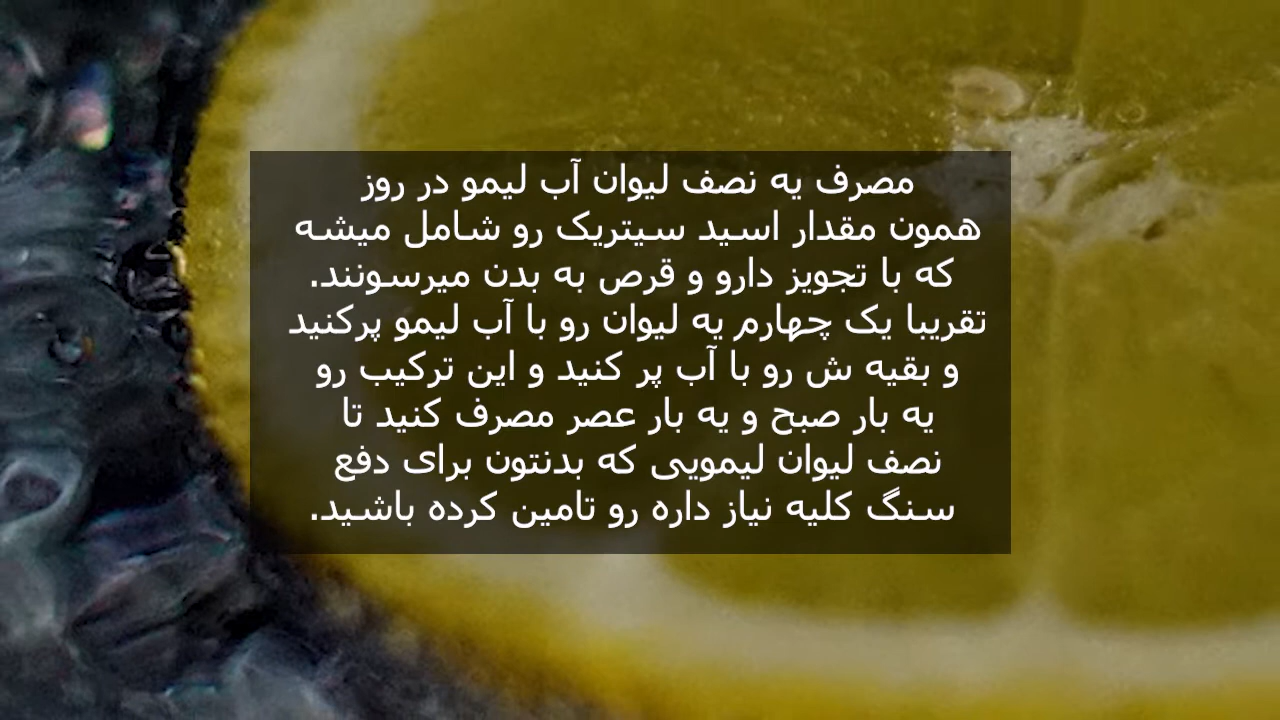 مصرف یه نصف لیوان آب لیمو در روز
همون مقدار اسید سیتریک رو شامل میشه
که با تجویز دارو و قرص به بدن میرسونند.
تقریبا یک چهارم یه لیوان رو با آب لیمو پرکنید
و بقیه ش رو با آب پر کنید و این ترکیب رو
یه بار صبح و یه بار عصر مصرف کنید تا
نصف لیوان لیمویی که بدنتون برای دفع
سنگ کلیه نیاز داره رو تامین کرده باشید.